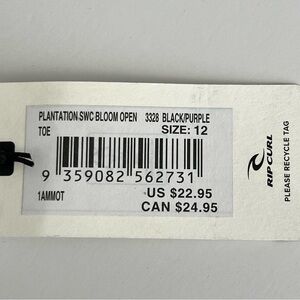 PLANTATION-SWC BLOOM OPEN 3328 BLACK/PURPLE
TOE SIZE: 12
9 359082 562731
1AMMOT US $22.95
CAN $24.95
RIP CURL
PLEASE RECYCLE TAG